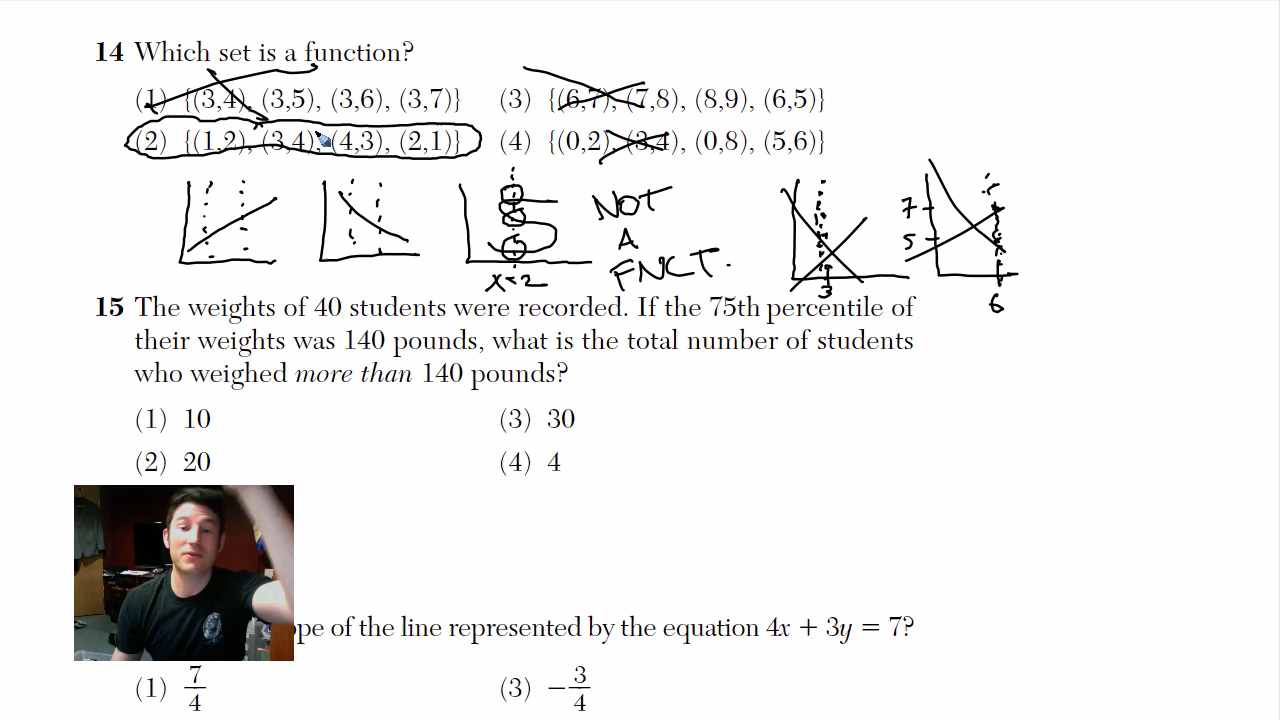 14 Which set is a function?
(1) {(3,4), (3,5), (3,6), (3,7)}
(3) {(6,7), (7,8), (8,9), (6,5)}
(2) {(1,2), (3,4), (4,3), (2,1)}
(4) {(0,2), (3,4), (0,8), (5,6)}
NOT
A
FNCT.
x=2
3
7
5
6
15 The weights of 40 students were recorded. If the 75th percentile of
their weights was 140 pounds, what is the total number of students
who weighed more than 140 pounds?
(1) 10
(3) 30
(2) 20
(4) 4
ope of the line represented by the equation 4x + 3y = 7?
(1) 7/4
(3) −3/4